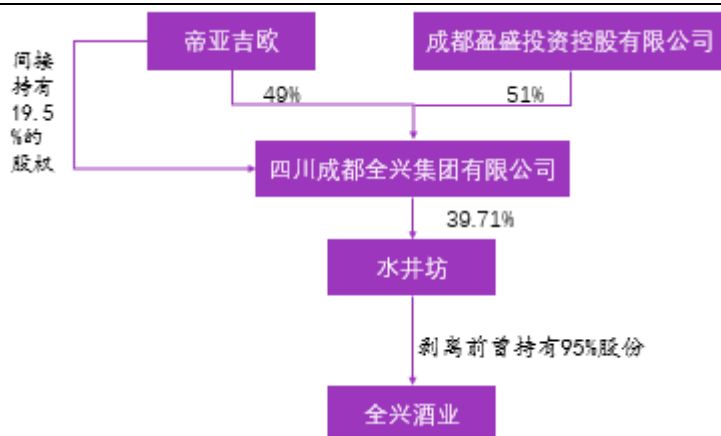 帝亚吉欧
成都盈盛投资控股有限公司
间接
持有
19.5
%的
股权
49%
51%
四川成都全兴集团有限公司
39.71%
水井坊
剥离前曾持有95%股份
全兴酒业